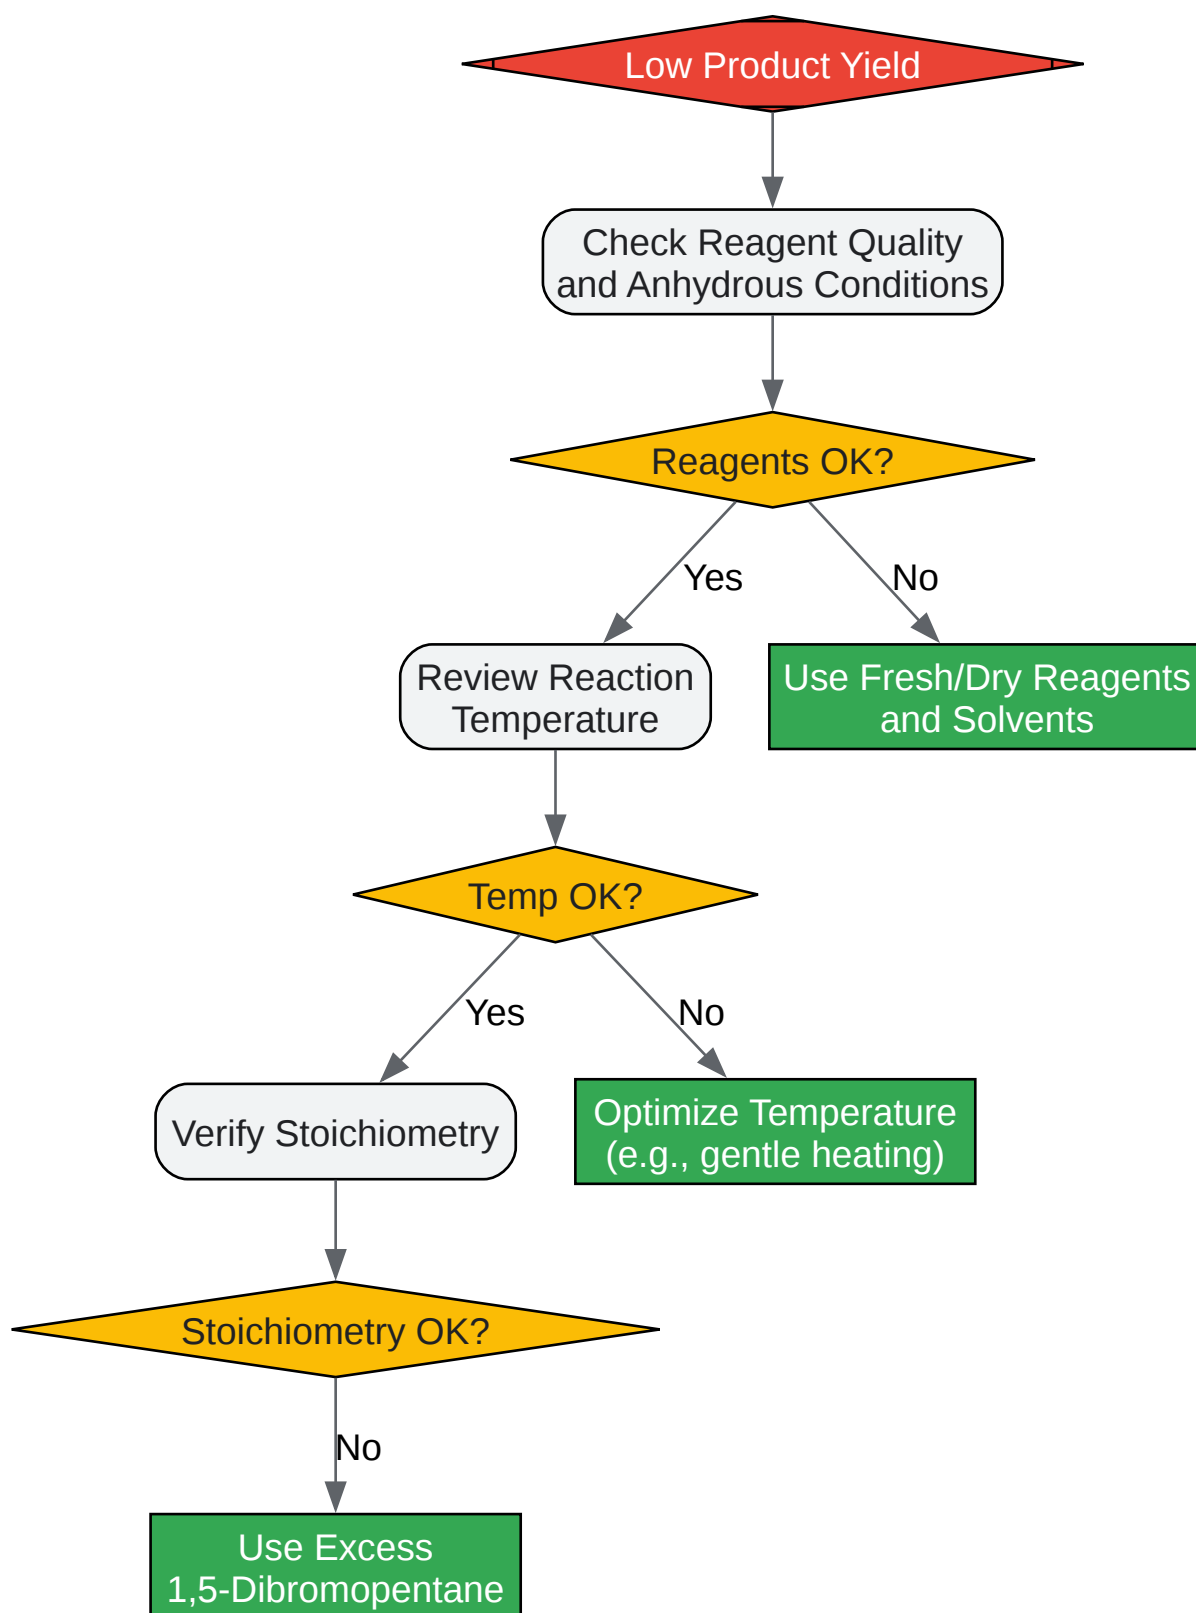 Low Product Yield
Check Reagent Quality
and Anhydrous Conditions
Reagents OK?
Yes
No
Review Reaction
Temperature
Use Fresh/Dry Reagents
and Solvents
Temp OK?
Yes
No
Verify Stoichiometry
Optimize Temperature
(e.g., gentle heating)
Stoichiometry OK?
No
Use Excess
1,5-Dibromopentane